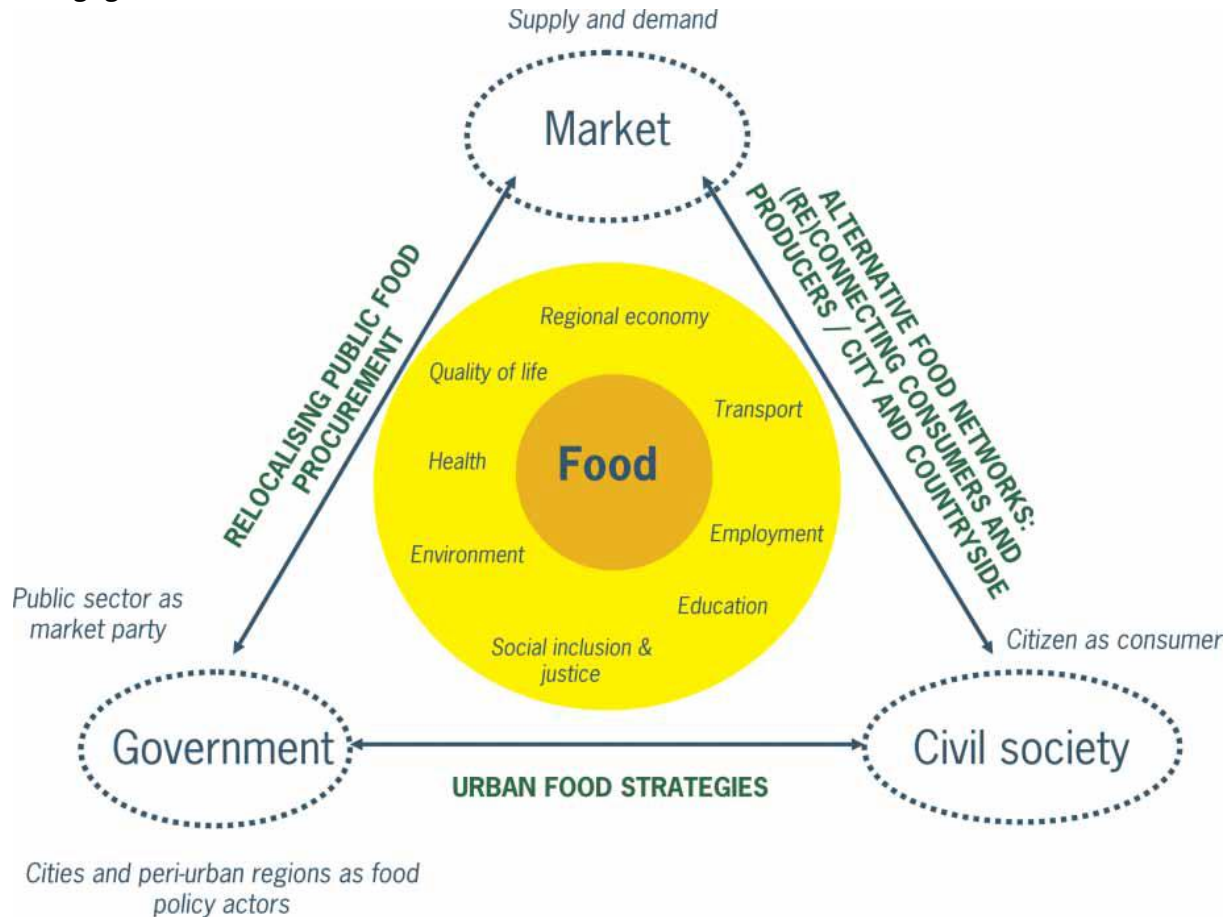 Supply and demand
Market
RELOCALISING PUBLIC FOOD
PROCUREMENT
ALTERNATIVE FOOD NETWORKS:
(RE)CONNECTING CONSUMERS AND
PRODUCERS / CITY AND COUNTRYSIDE
Regional economy
Quality of life
Transport
Health
Food
Employment
Environment
Education
Social inclusion &
justice
Public sector as
market party
Citizen as consumer
Government
Civil society
URBAN FOOD STRATEGIES
Cities and peri-urban regions as food
policy actors